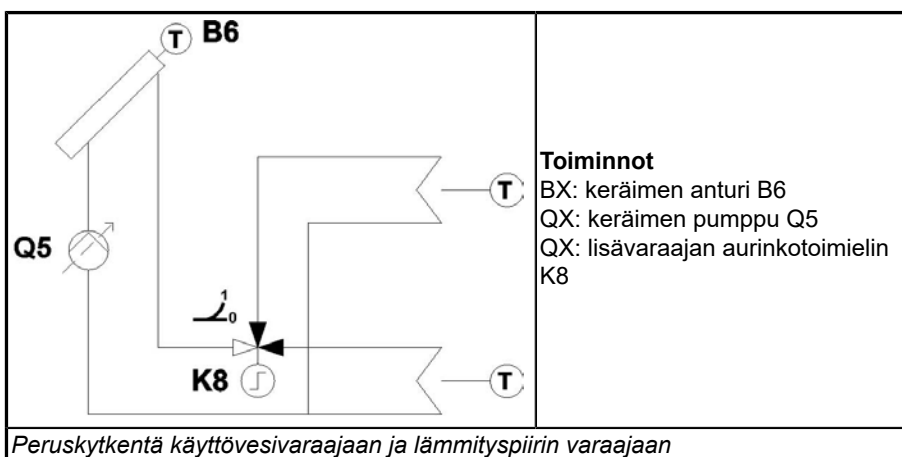 T B6
Toiminnot
BX: keräimen anturi B6
T
QX: keräimen pumppu Q5
Q5
QX: lisävaraajan aurinkotoimielin
K8
1
0
K8
T
Peruskytkentä käyttövesivaraajaan ja lämmityspiirin varaajaan